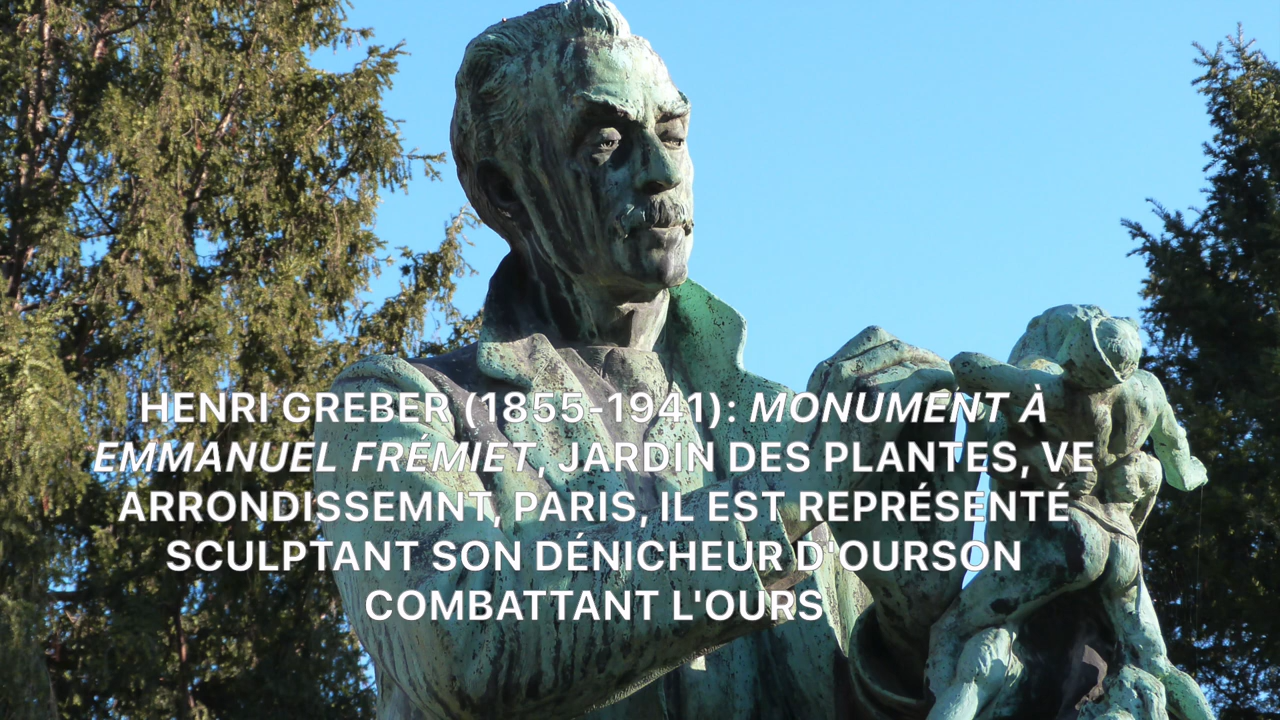 HENRI GREBER (1855-1941): MONUMENT À
EMMANUEL FRÉMIET, JARDIN DES PLANTES, VE
ARRONDISSEMNT, PARIS, IL EST REPRÉSENTÉ
SCULPTANT SON DÉNICHEUR D'OURSON
COMBATTANT L'OURS